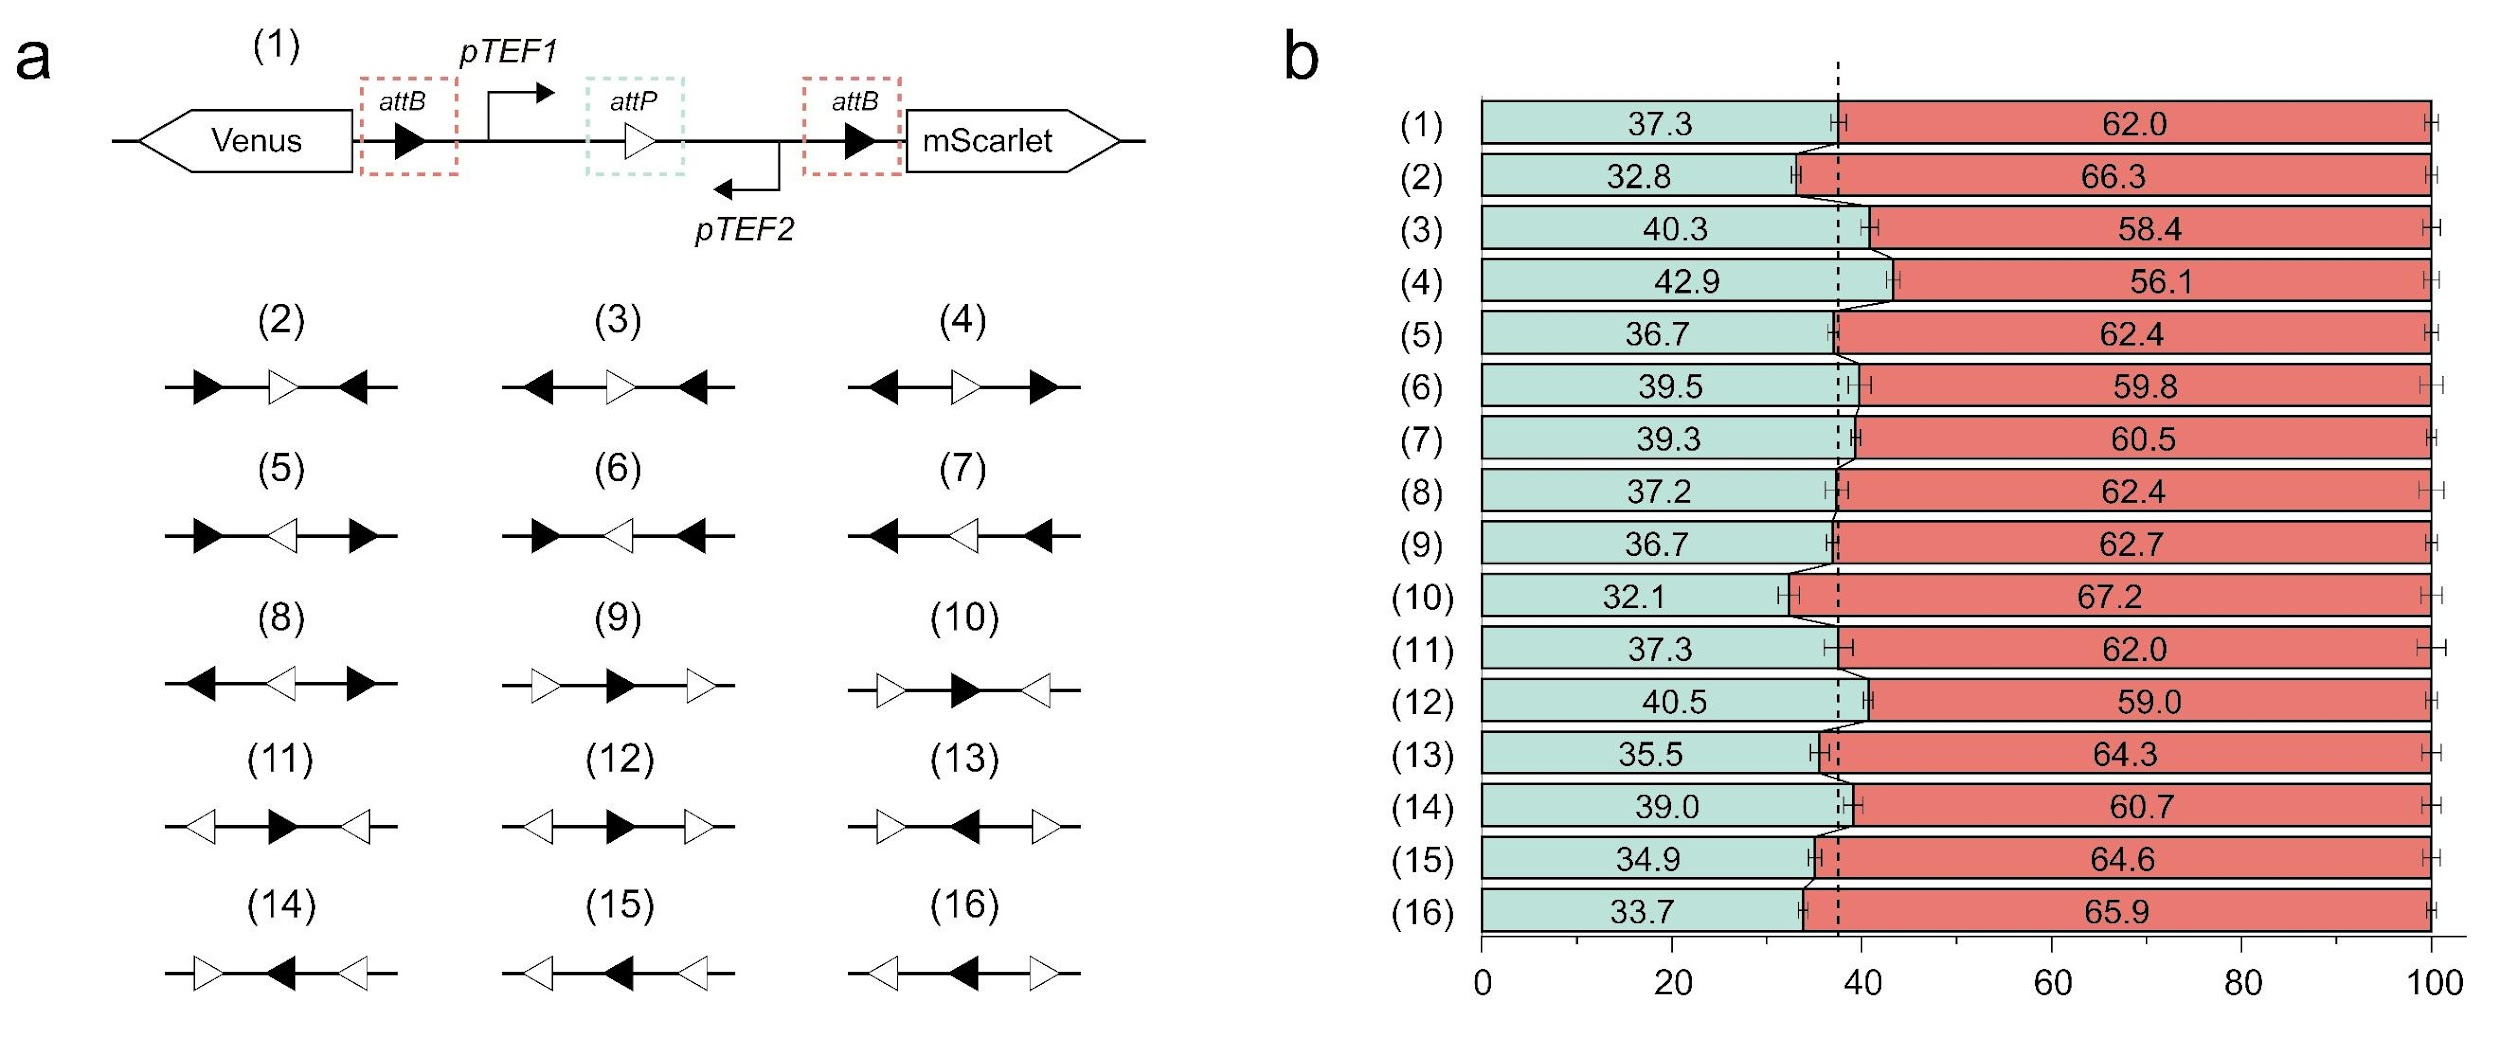 a
(1)
pTEF1
attB
attP
attB
Venus
mScarlet
pTEF2
(2) (3) (4)
(5) (6) (7)
(8) (9) (10)
(11) (12) (13)
(14) (15) (16)
b
(1) 37.3 62.0
(2) 32.8 66.3
(3) 40.3 58.4
(4) 42.9 56.1
(5) 36.7 62.4
(6) 39.5 59.8
(7) 39.3 60.5
(8) 37.2 62.4
(9) 36.7 62.7
(10) 32.1 67.2
(11) 37.3 62.0
(12) 40.5 59.0
(13) 35.5 64.3
(14) 39.0 60.7
(15) 34.9 64.6
(16) 33.7 65.9
0 20 40 60 80 100